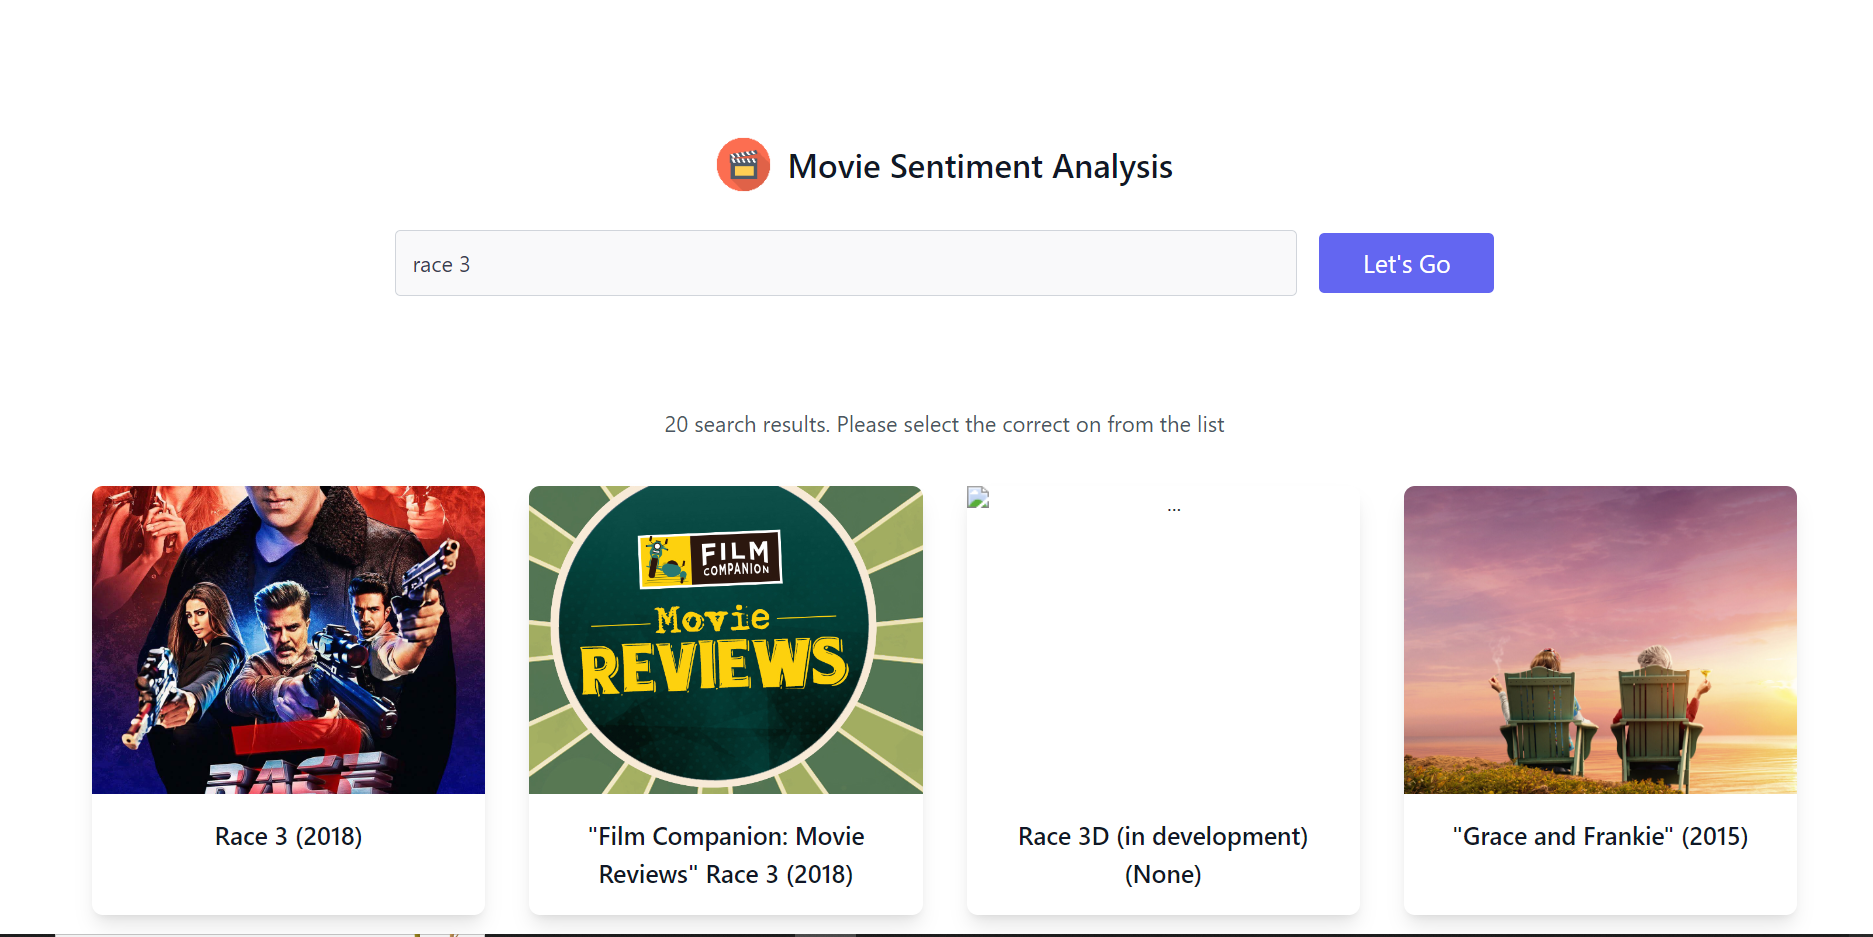 Movie Sentiment Analysis
race 3
Let's Go
20 search results. Please select the correct on from the list
FILM
COMPANION
Movie
REVIEWS
...
RACE
3
Race 3 (2018)
"Film Companion: Movie
Reviews" Race 3 (2018)
Race 3D (in development)
(None)
"Grace and Frankie" (2015)